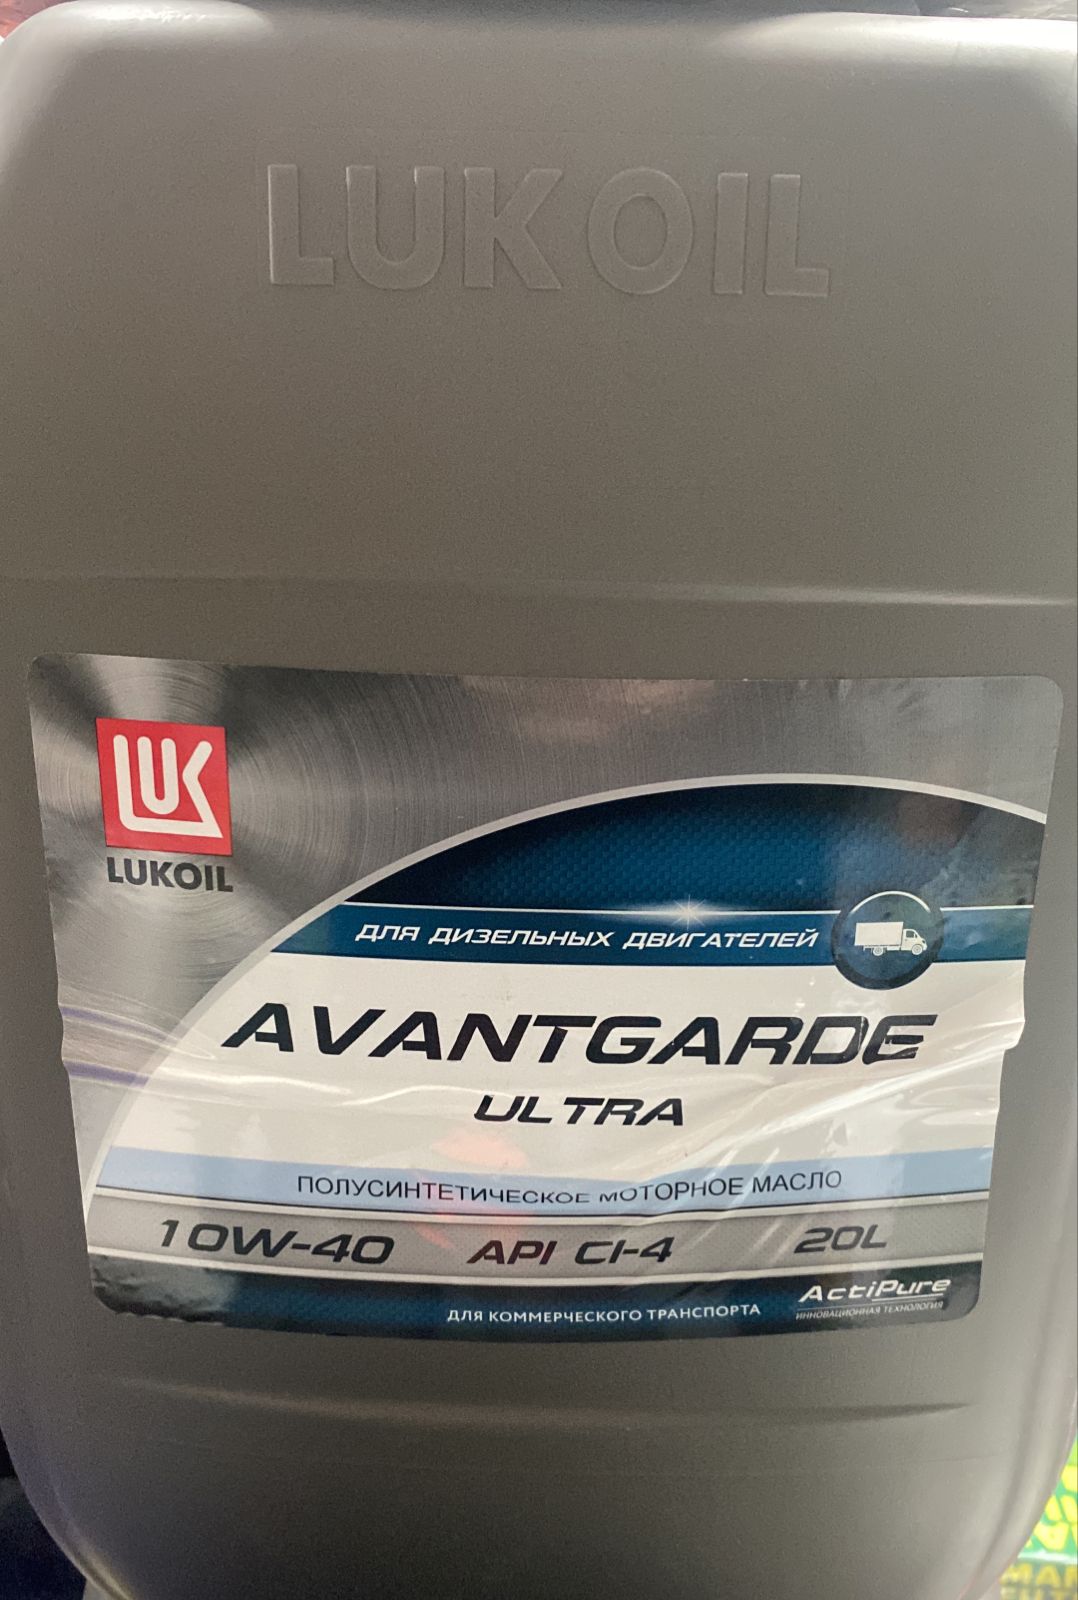 LUKOIL
LUK
LUKOIL
ДЛЯ ДИЗЕЛЬНЫХ ДВИГАТЕЛЕЙ
AVANTGARDE
ULTRA
ПОЛУСИНТЕТИЧЕСКОЕ МОТОРНОЕ МАСЛО
10W-40 API CI-4 20L
ActiPure
ИННОВАЦИОННАЯ ТЕХНОЛОГИЯ
ДЛЯ КОММЕРЧЕСКОГО ТРАНСПОРТА